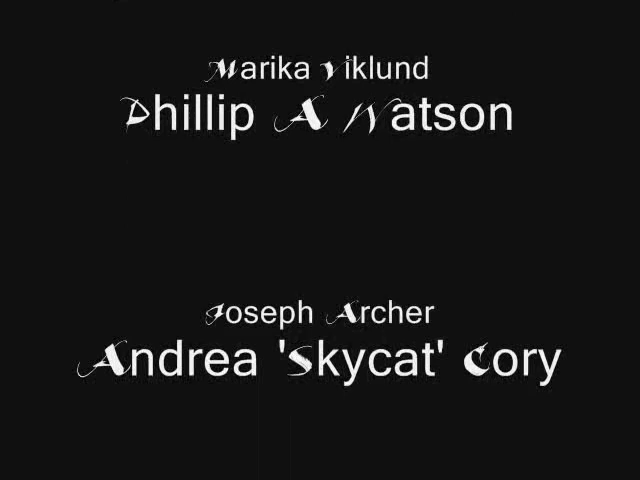 Marika Viklund
Phillip A Watson
Joseph Archer
Andrea 'Skycat' Cory